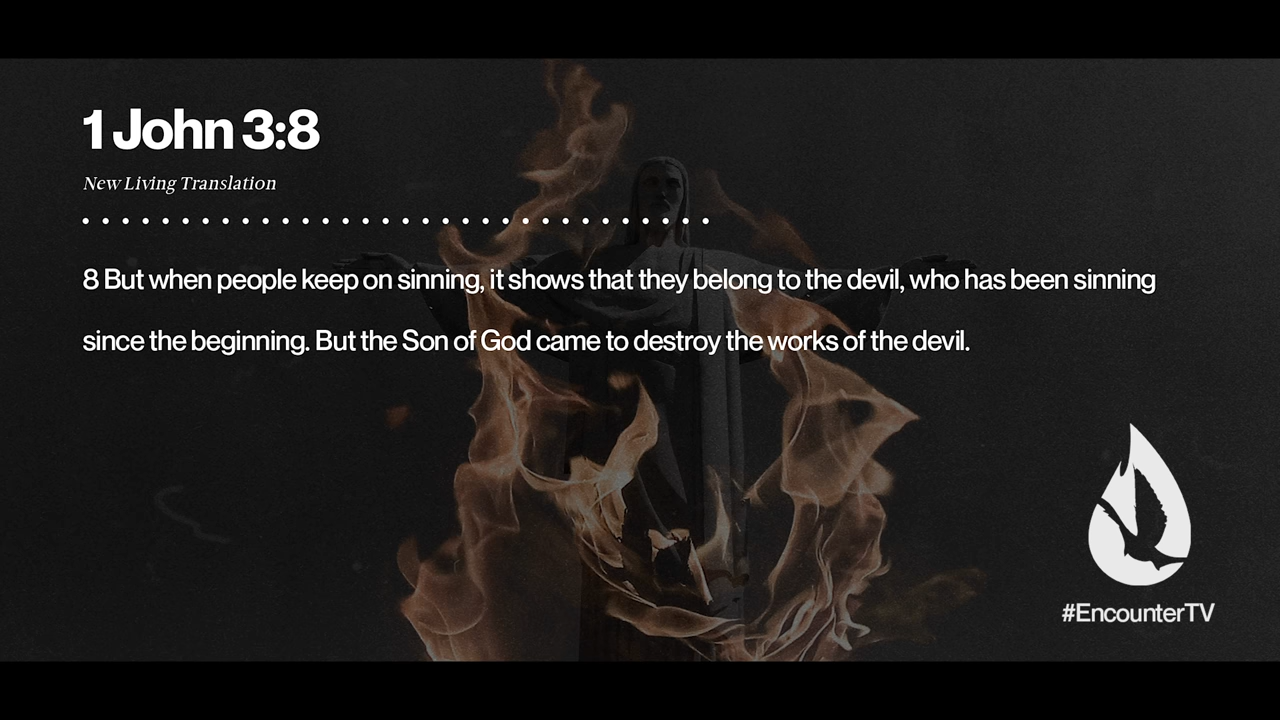 1 John 3:8
New Living Translation
8 But when people keep on sinning, it shows that they belong to the devil, who has been sinning
since the beginning. But the Son of God came to destroy the works of the devil.
#EncounterTV